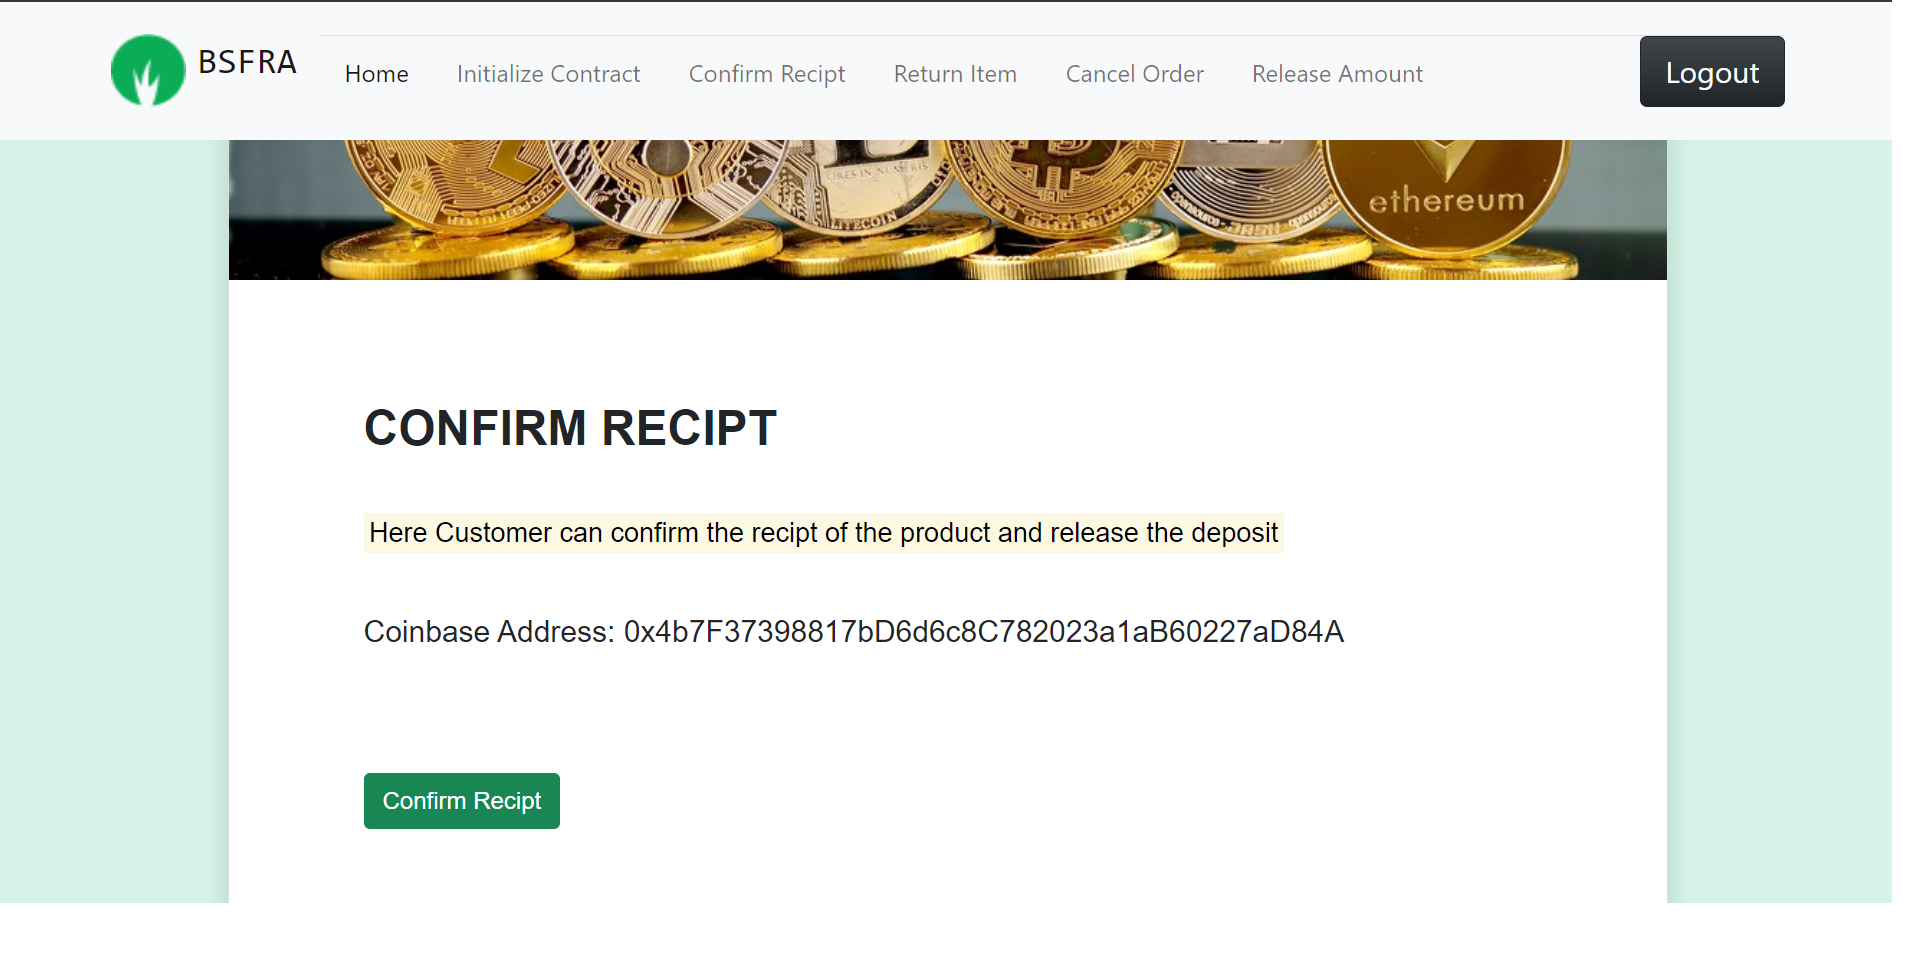 BSFRA
Home
Initialize Contract
Confirm Recipt
Return Item
Cancel Order
Release Amount
Logout
LITECOIN
ethereum
CONFIRM RECIPT
Here Customer can confirm the recipt of the product and release the deposit
Coinbase Address: 0x4b7F37398817bD6d6c8C782023a1aB60227aD84A
Confirm Recipt